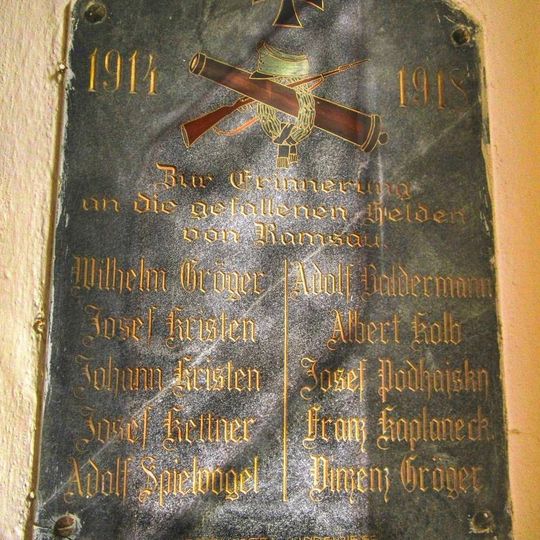 1914 1918
Zur Erinnerung
an die gefallenen Helden
von Ramsau.
Wilhelm Gröger Adolf Baldermann
Josef Kristen Albert Kolb
Johann Kristen Josef Podhajsky
Josef Kettner Franz Kaplaneck.
Adolf Spielvogel Vinzenz Gröger.